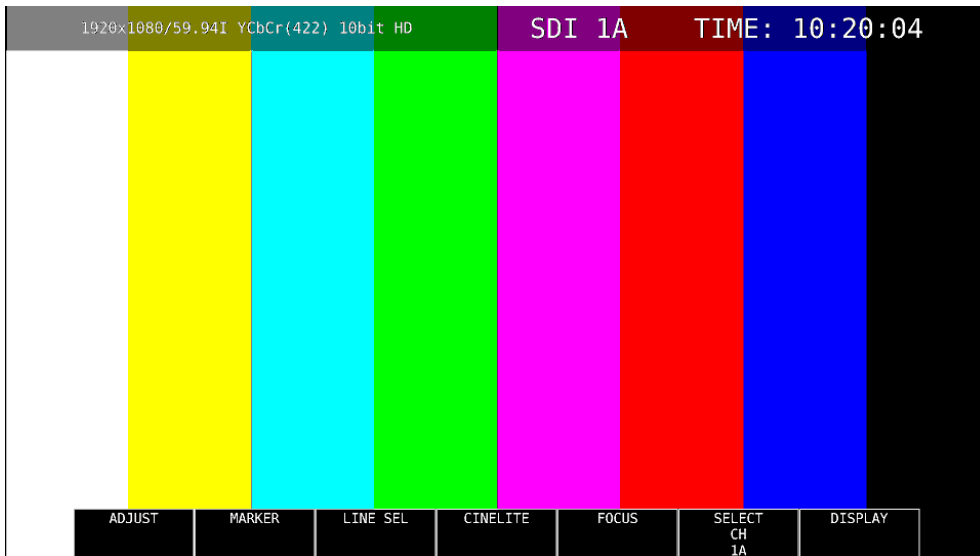 1920x1080/59.94I YCbCr(422) 10bit HD SDI 1A TIME: 10:20:04
ADJUST MARKER LINE SEL CINELITE FOCUS SELECT DISPLAY
CH
1A